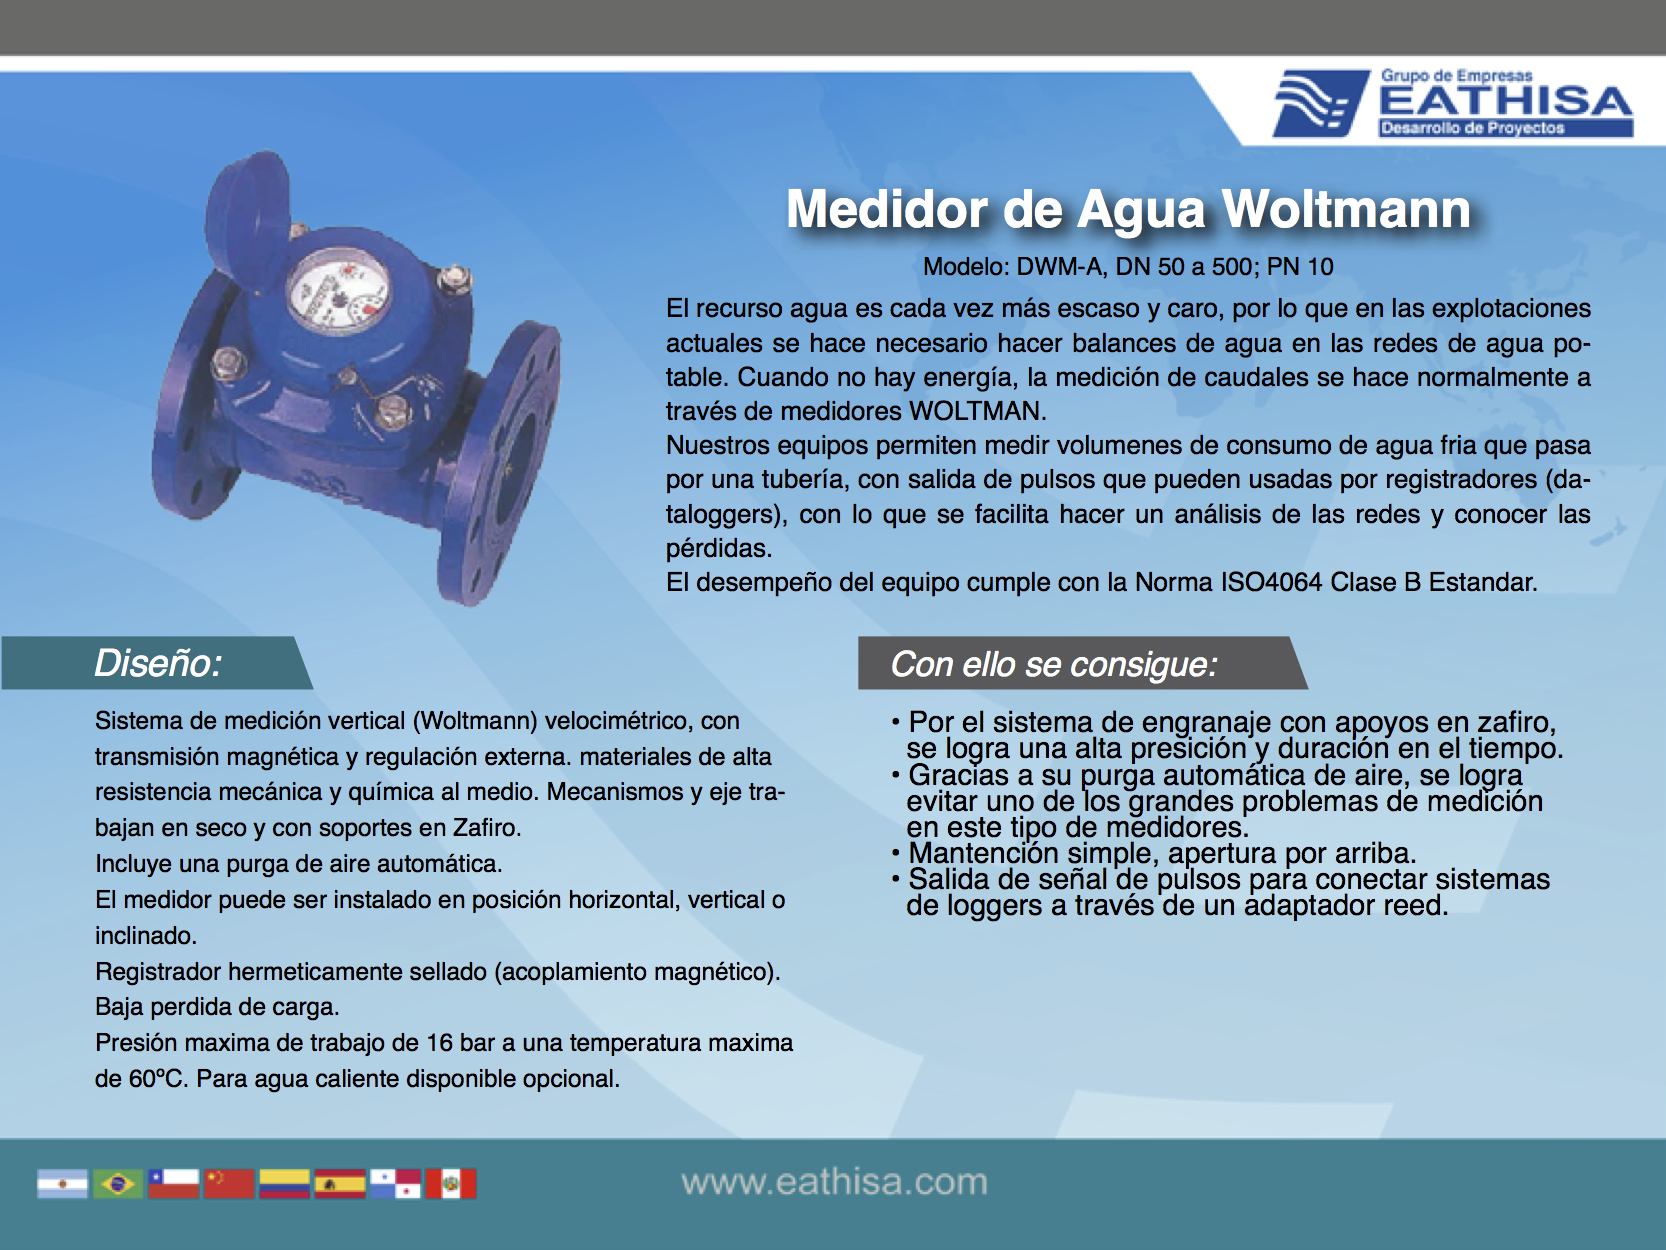 Grupo de Empresas
EATHISA
Desarrollo de Proyectos
Medidor de Agua Woltmann
Modelo: DWM-A, DN 50 a 500; PN 10
El recurso agua es cada vez más escaso y caro, por lo que en las explotaciones
actuales se hace necesario hacer balances de agua en las redes de agua po-
table. Cuando no hay energía, la medición de caudales se hace normalmente a
través de medidores WOLTMAN.
Nuestros equipos permiten medir volumenes de consumo de agua fria que pasa
por una tubería, con salida de pulsos que pueden usadas por registradores (da-
taloggers), con lo que se facilita hacer un análisis de las redes y conocer las
pérdidas.
El desempeño del equipo cumple con la Norma ISO4064 Clase B Estandar.
Diseño:
Sistema de medición vertical (Woltmann) velocimétrico, con
transmisión magnética y regulación externa. materiales de alta
resistencia mecánica y química al medio. Mecanismos y eje tra-
bajan en seco y con soportes en Zafiro.
Incluye una purga de aire automática.
El medidor puede ser instalado en posición horizontal, vertical o
inclinado.
Registrador hermeticamente sellado (acoplamiento magnético).
Baja perdida de carga.
Presión maxima de trabajo de 16 bar a una temperatura maxima
de 60ºC. Para agua caliente disponible opcional.
Con ello se consigue:
• Por el sistema de engranaje con apoyos en zafiro,
se logra una alta presición y duración en el tiempo.
• Gracias a su purga automática de aire, se logra
evitar uno de los grandes problemas de medición
en este tipo de medidores.
• Mantención simple, apertura por arriba.
• Salida de señal de pulsos para conectar sistemas
de loggers a través de un adaptador reed.
www.eathisa.com